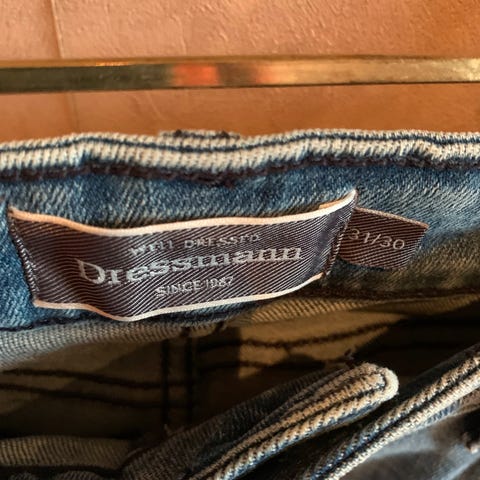 WELL DRESSED
Dressmann
SINCE 1967
31/30